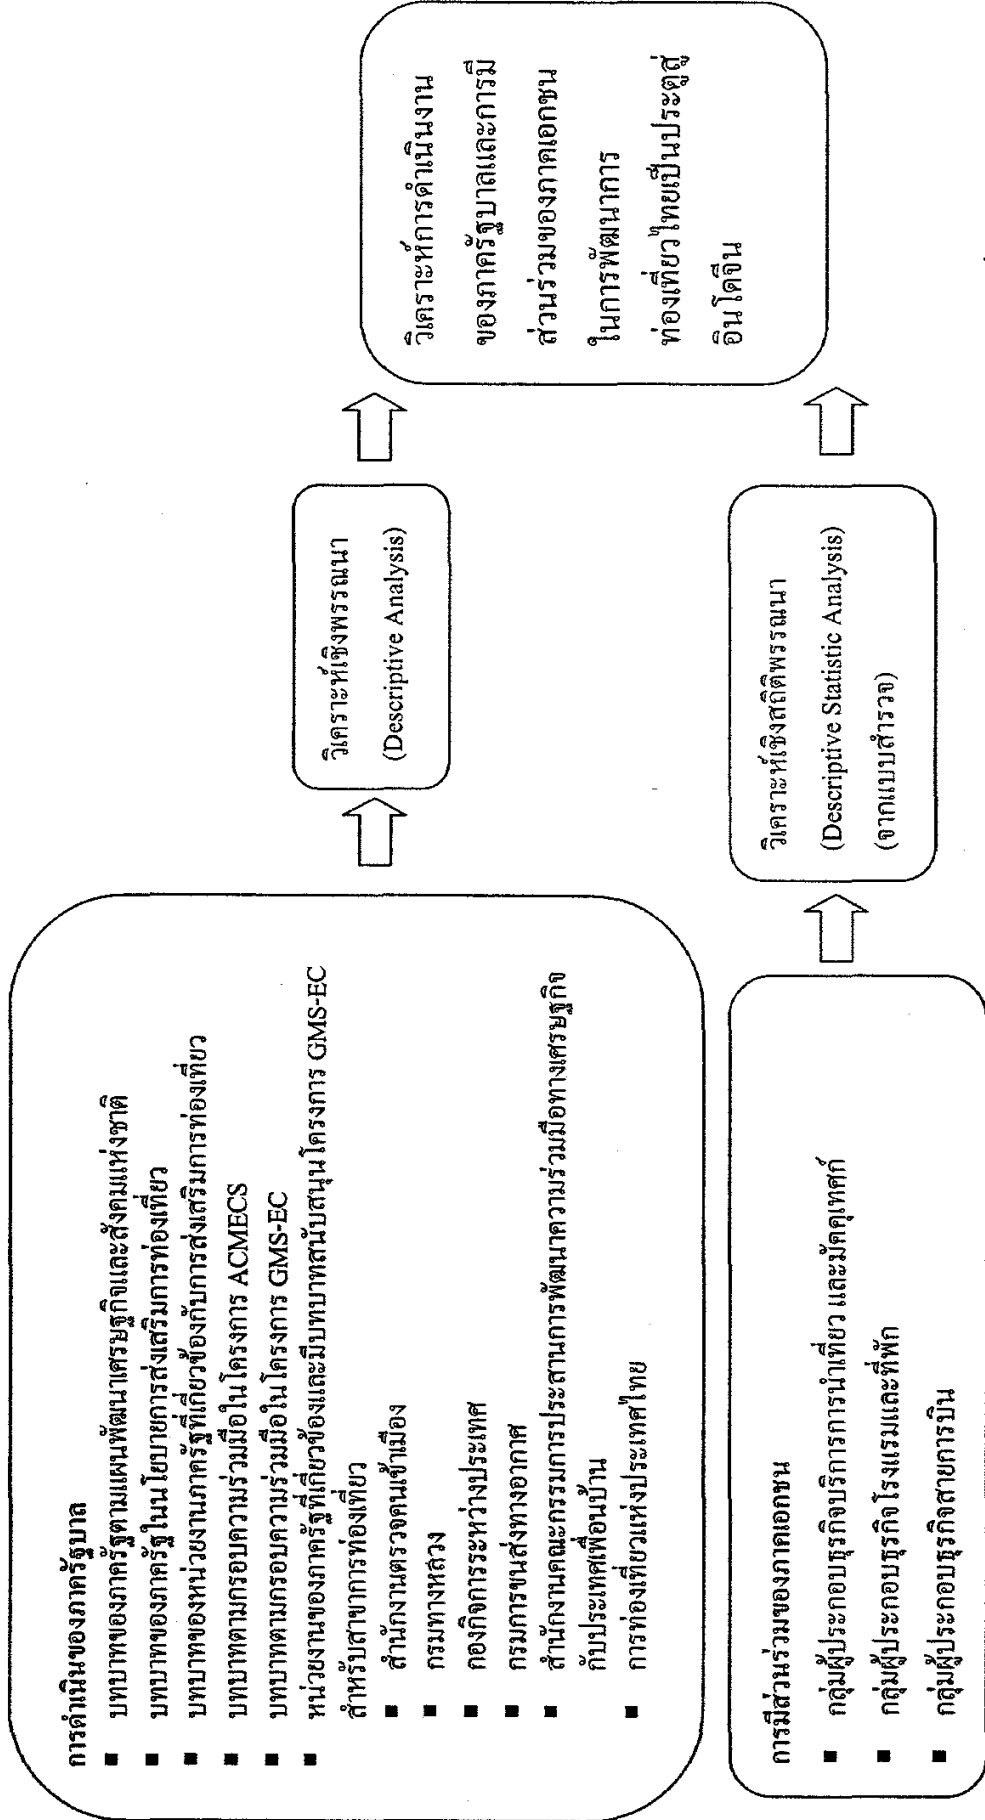 การดำเนินของภาครัฐบาล
■ บทบาทของภาครัฐตามแผนพัฒนาเศรษฐกิจและสังคมแห่งชาติ
■ บทบาทของภาครัฐในนโยบายการส่งเสริมการท่องเที่ยว
■ บทบาทของหน่วยงานภาครัฐที่เกี่ยวข้องกับการส่งเสริมการท่องเที่ยว
■ บทบาทตามกรอบความร่วมมือในโครงการ ACMECS
■ บทบาทตามกรอบความร่วมมือในโครงการ GMS-EC
■ หน่วยงานของภาครัฐที่เกี่ยวข้องและมีบทบาทสนับสนุนโครงการ GMS-EC
สำหรับสาขาการท่องเที่ยว
■ สำนักงานตรวจคนเข้าเมือง
■ กรมทางหลวง
■ กองกิจการระหว่างประเทศ
■ กรมการขนส่งทางอากาศ
■ สำนักงานคณะกรรมการประสานการพัฒนาความร่วมมือทางเศรษฐกิจ
กับประเทศเพื่อนบ้าน
■ การท่องเที่ยวแห่งประเทศไทย
การมีส่วนร่วมของภาคเอกชน
■ กลุ่มผู้ประกอบธุรกิจบริการการนำเที่ยว และมัคคุเทศก์
■ กลุ่มผู้ประกอบธุรกิจโรงแรมและที่พัก
■ กลุ่มผู้ประกอบธุรกิจสายการบิน
วิเคราะห์เชิงพรรณนา
(Descriptive Analysis)
วิเคราะห์เชิงสถิติพรรณนา
(Descriptive Statistic Analysis)
(จากแบบสำรวจ)
วิเคราะห์การดำเนินงาน
ของภาครัฐบาลและการมี
ส่วนร่วมของภาคเอกชน
ในการพัฒนาการ
ท่องเที่ยวไทยเป็นประตูสู่
อินโดจีน